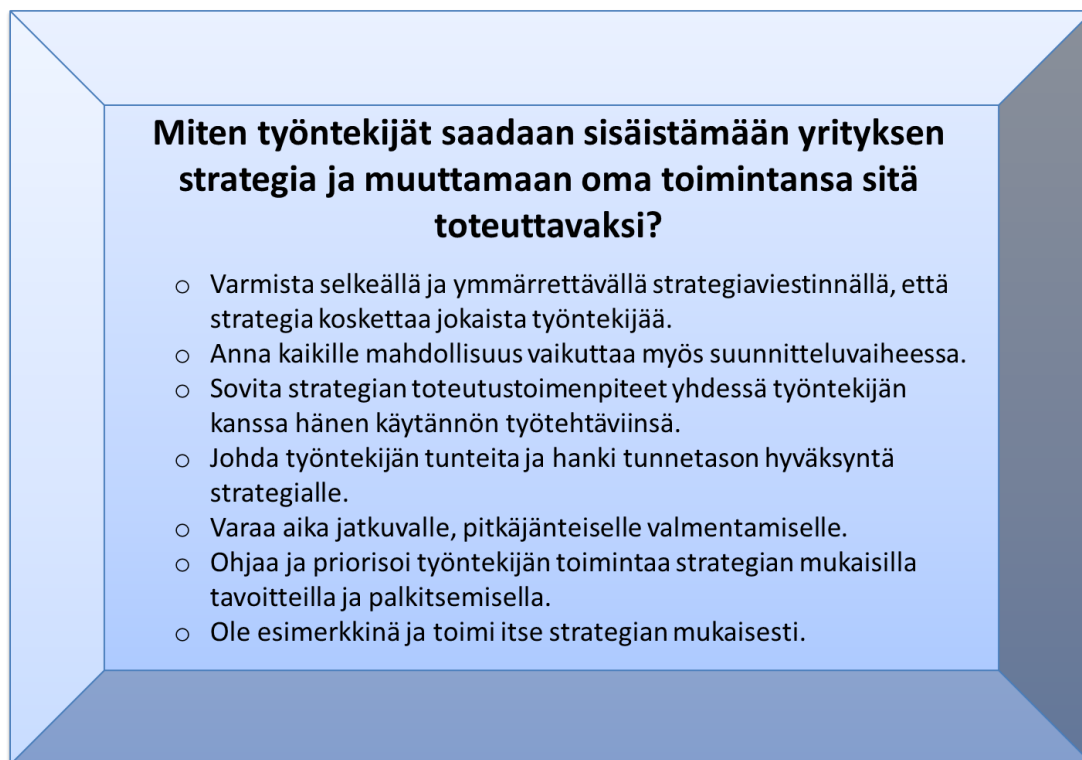 Miten työntekijät saadaan sisäistämään yrityksen
strategia ja muuttamaan oma toimintansa sitä
toteuttavaksi?
o Varmista selkeällä ja ymmärrettävällä strategiaviestinnällä, että
strategia koskettaa jokaista työntekijää.
o Anna kaikille mahdollisuus vaikuttaa myös suunnitteluvaiheessa.
o Sovita strategian toteutustoimenpiteet yhdessä työntekijän
kanssa hänen käytännön työtehtäviinsä.
o Johda työntekijän tunteita ja hanki tunnetason hyväksyntä
strategialle.
o Varaa aika jatkuvalle, pitkäjänteiselle valmentamiselle.
o Ohjaa ja priorisoi työntekijän toimintaa strategian mukaisilla
tavoitteilla ja palkitsemisella.
o Ole esimerkkinä ja toimi itse strategian mukaisesti.